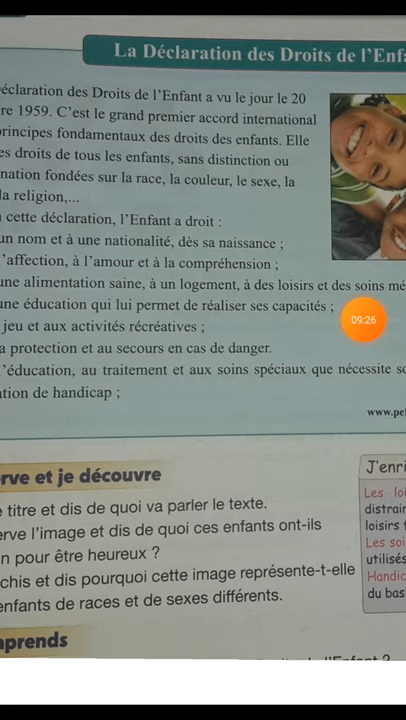 La Déclaration des Droits de l'Enfa
éclaration des Droits de l'Enfant a vu le jour le 20
re 1959. C'est le grand premier accord international
principes fondamentaux des droits des enfants. Elle
es droits de tous les enfants, sans distinction ou
nation fondées sur la race, la couleur, le sexe, la
la religion,...
cette déclaration, l'Enfant a droit :
un nom et à une nationalité, dès sa naissance ;
'affection, à l'amour et à la compréhension ;
une alimentation saine, à un logement, à des loisirs et des soins mé
une éducation qui lui permet de réaliser ses capacités ;
09:26
jeu et aux activités récréatives ;
a protection et au secours en cas de danger.
'éducation, au traitement et aux soins spéciaux que nécessite s
tion de handicap ;
www.pe
rve et je découvre
titre et dis de quoi va parler le texte.
erve l'image et dis de quoi ces enfants ont-ils
n pour être heureux ?
chis et dis pourquoi cette image représente-t-elle
enfants de races et de sexes différents.
J'enri
Les loi
distrair
loisirs
Les soi
utilisés
Handic
du bas
mprends